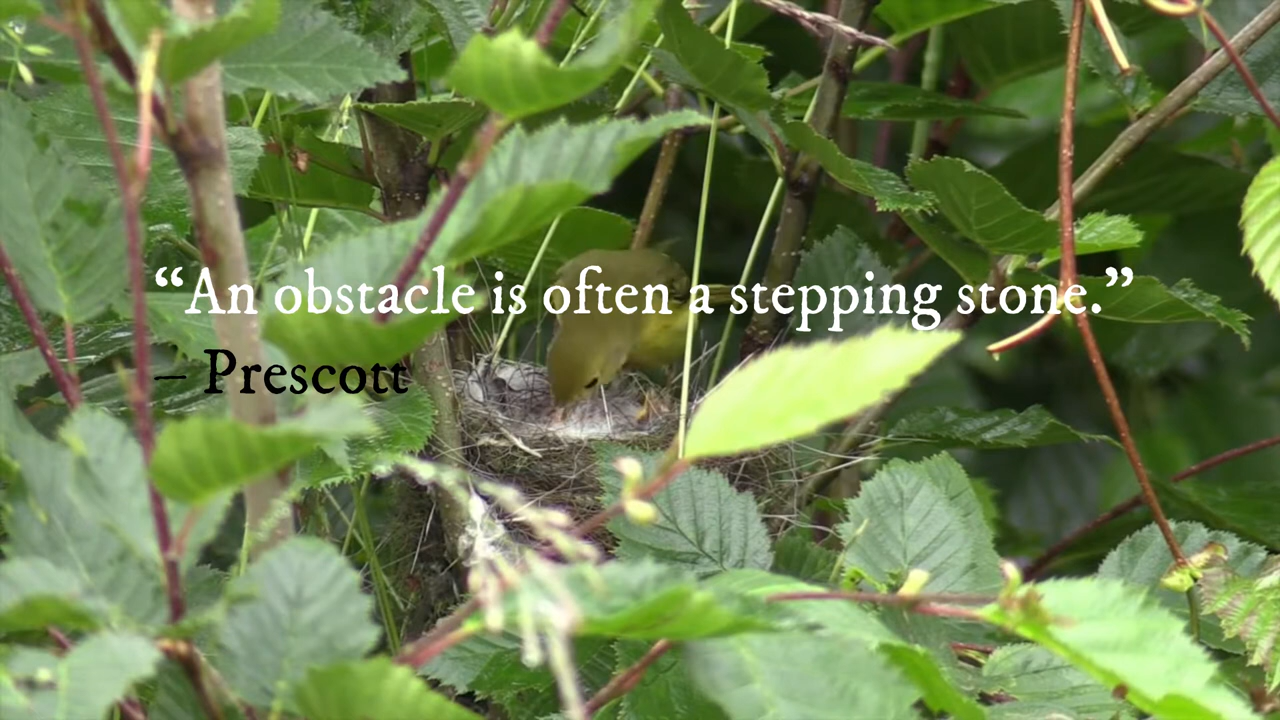 “An obstacle is often a stepping stone.”
– Prescott